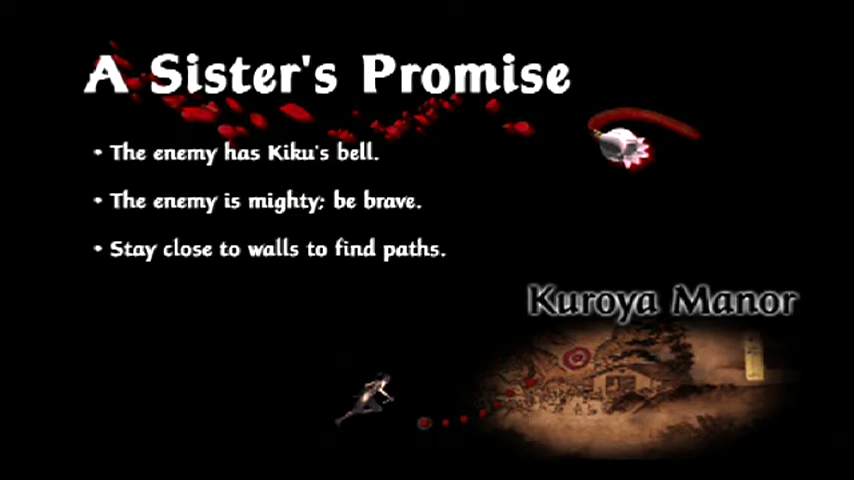 A Sister's Promise
• The enemy has Kiku's bell.
• The enemy is mighty; be brave.
• Stay close to walls to find paths.
Kuroya Manor